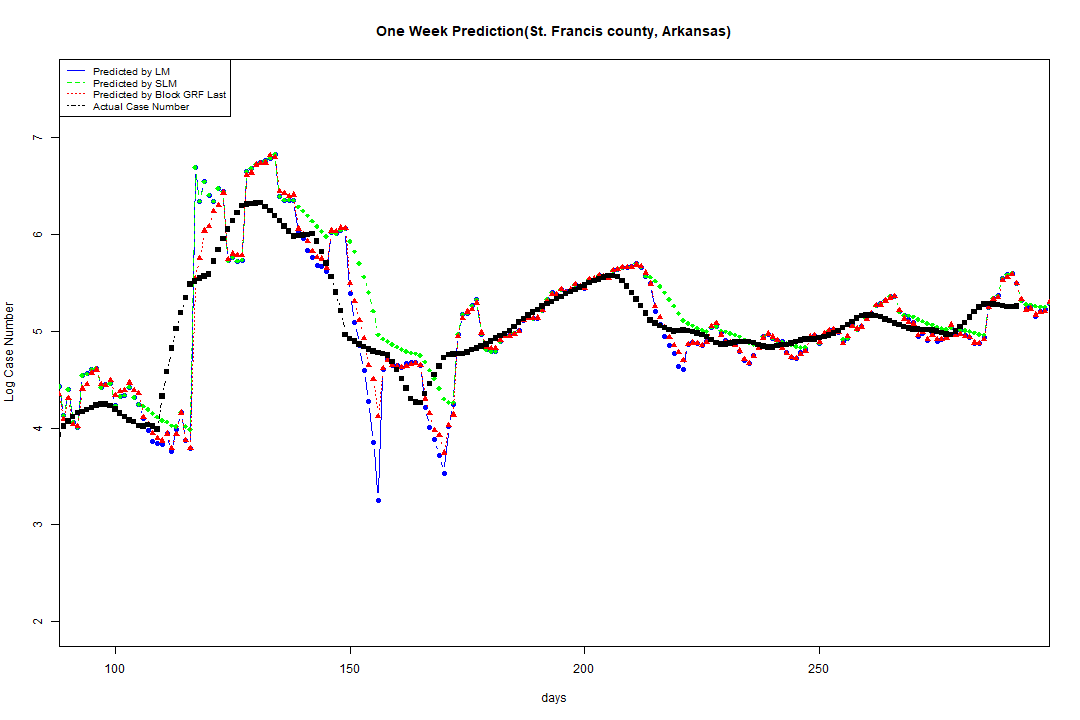 One Week Prediction(St. Francis county, Arkansas)
Predicted by LM
Predicted by SLM
Predicted by Block GRF Last
Actual Case Number
7
6
5
4
3
2
Log Case Number
100 150 200 250
days